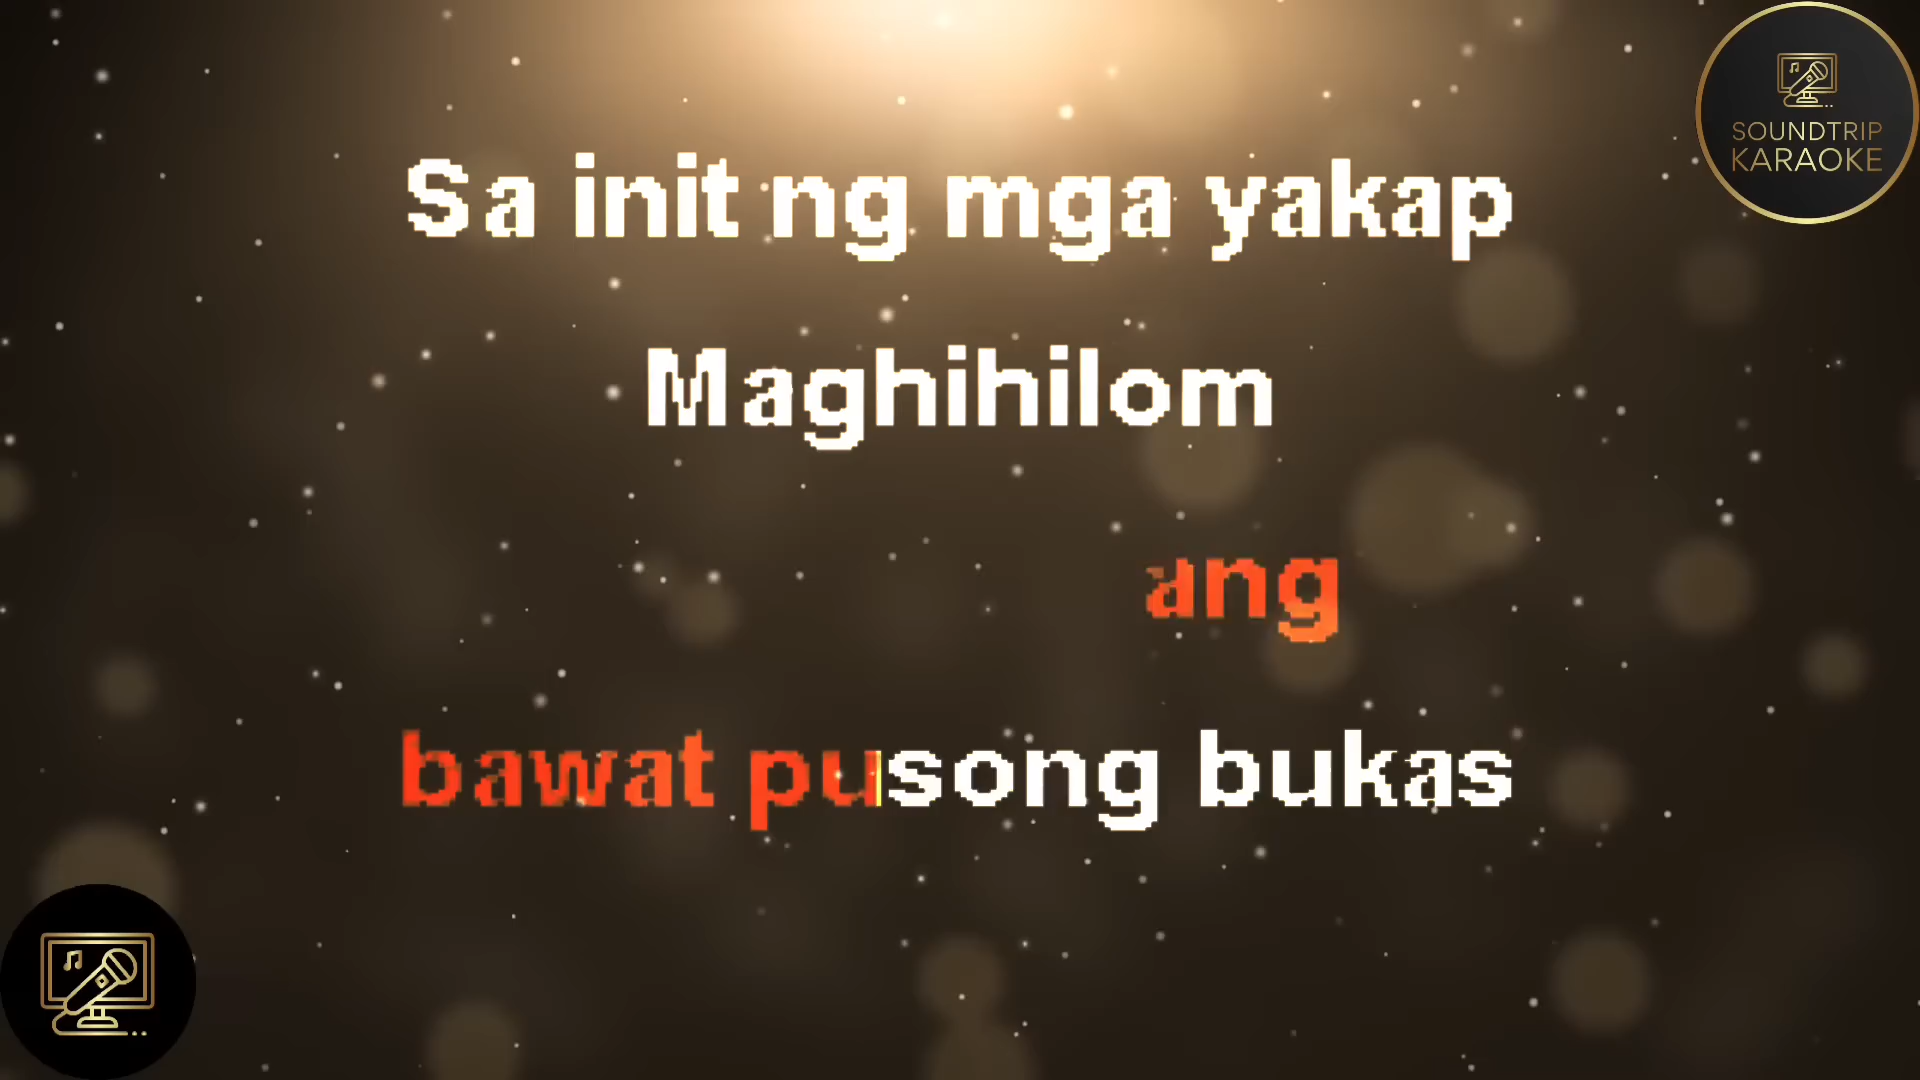 SOUNDTRIP
KARAOKE
Sa init ng mga yakap
Maghihilom
ang
bawat pusong bukas